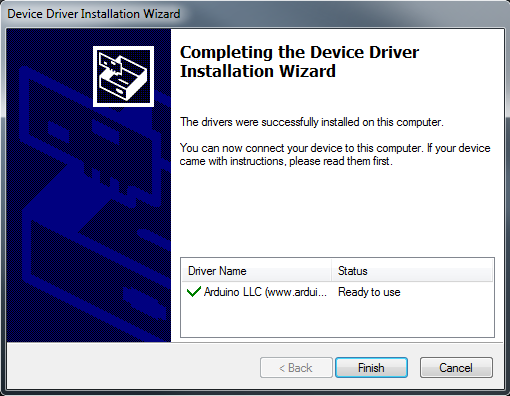 Device Driver Installation Wizard
Completing the Device Driver
Installation Wizard
The drivers were successfully installed on this computer.
You can now connect your device to this computer. If your device
came with instructions, please read them first.
Driver Name Status
Arduino LLC (www.ardui... Ready to use
< Back Finish Cancel